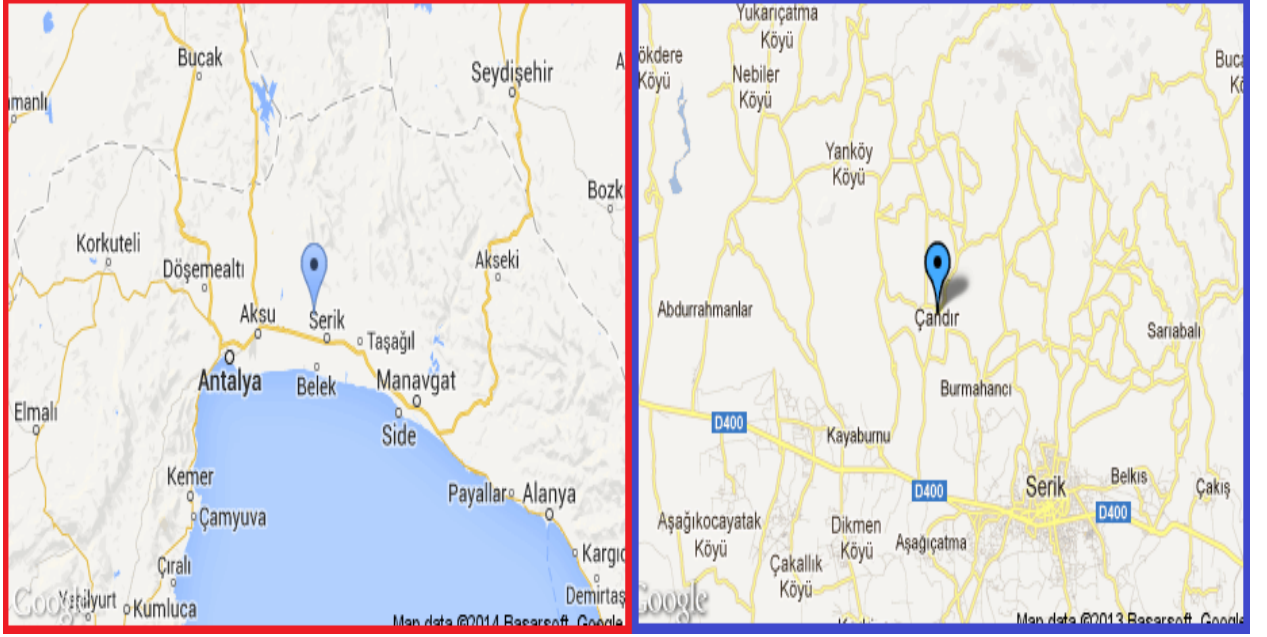 Bucak
Seydişehir
manlı
Bozk
Korkuteli
Döşemealtı
Akseki
Aksu
Serik
Taşağıl
Antalya
Belek
Manavgat
Elmalı
Side
Kemer
Payallar
Alanya
Çamyuva
Çıralı
Kargıc
Demirtaş
Kumluca
Google
Map data ©2014 Basarsoft, Google
Yukarıçatma
Köyü
ökdere
Köyü
Nebiler
Köyü
Buca
Kö
Yanköy
Köyü
Abdurrahmanlar
Çandır
Sarıabalı
Burmahancı
D400
Kayaburnu
D400
Serik
Belkıs
Çakış
D400
Aşağıkocayatak
Köyü
Dikmen
Köyü
Aşağıçatma
Çakallık
Köyü
Google
Map data ©2013 Basarsoft, Google